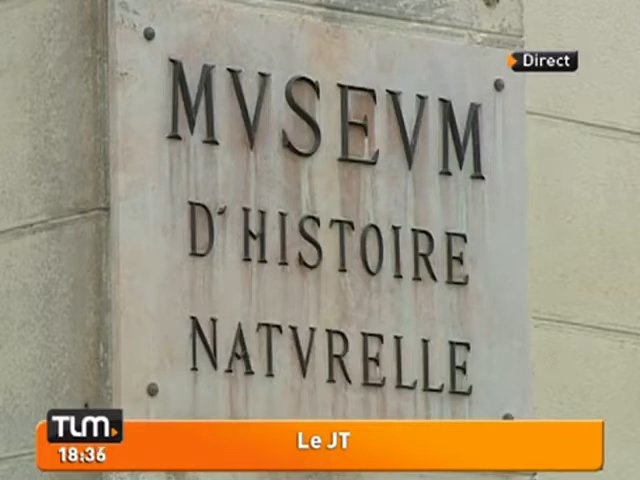 Direct
MVSEVM
D'HISTOIRE
NATVRELLE
TLM
Le JT
18:36